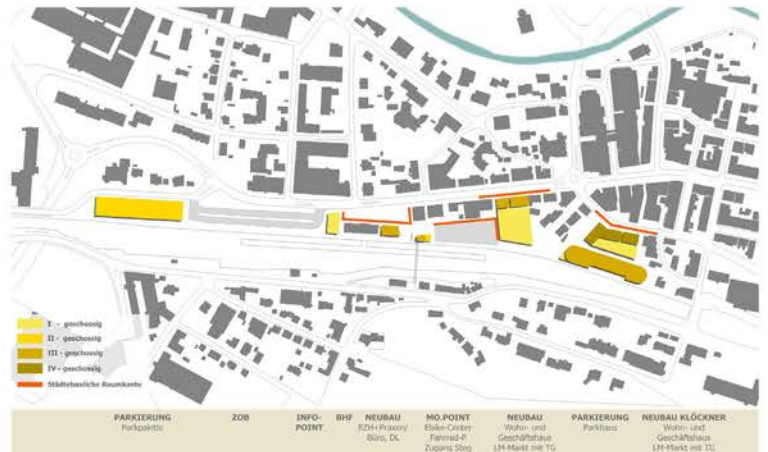 I - geschossig
II - geschossig
III - geschossig
IV - geschossig
Städtebauliche Raumkante
PARKIERUNG
Parkpalette
ZOB
INFO-
POINT
BHF
NEUBAU
EZH+Praxen/
Büro, DL
MO.POINT
Ebike-Center
Fahrrad-P
Zugang Steg
NEUBAU
Wohn- und
Geschäftshaus
LM-Markt mit TG
PARKIERUNG
Parkhaus
NEUBAU KLÖCKNER
Wohn- und
Geschäftshaus
LM-Markt mit TG